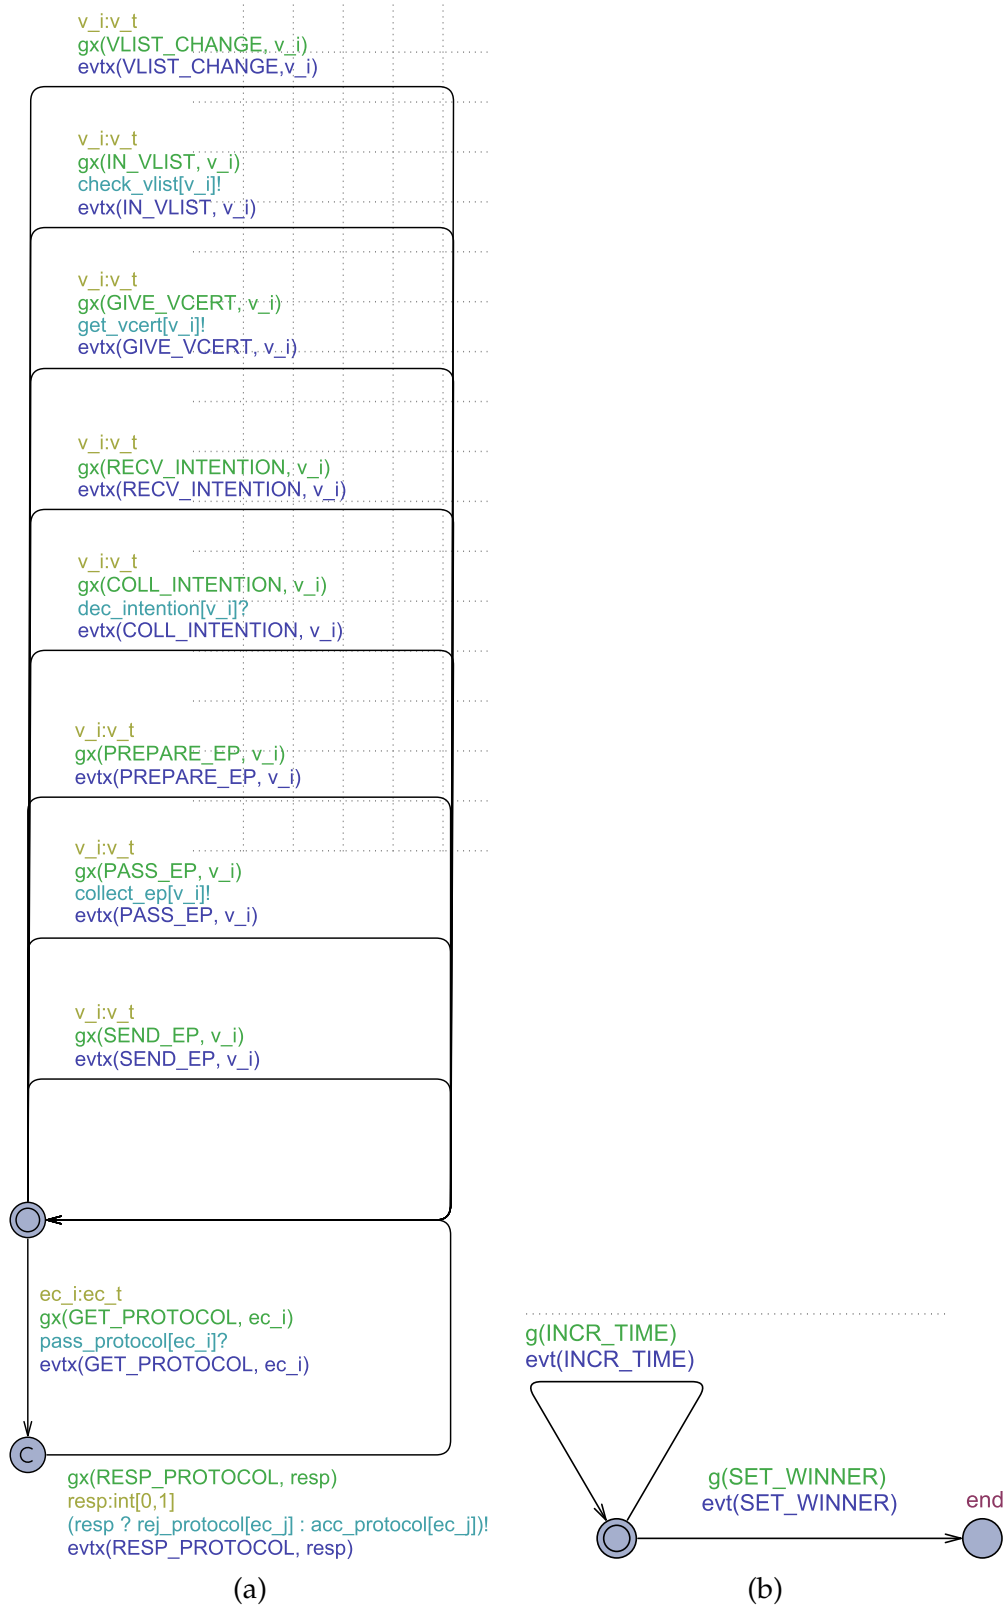 v_i:v_t
gx(VLIST_CHANGE, v_i)
evtx(VLIST_CHANGE,v_i)
v_i:v_t
gx(IN_VLIST, v_i)
check_vlist[v_i]!
evtx(IN_VLIST, v_i)
v_i:v_t
gx(GIVE_VCERT, v_i)
get_vcert[v_i]!
evtx(GIVE_VCERT, v_i)
v_i:v_t
gx(RECV_INTENTION, v_i)
evtx(RECV_INTENTION, v_i)
v_i:v_t
gx(COLL_INTENTION, v_i)
dec_intention[v_i]?
evtx(COLL_INTENTION, v_i)
v_i:v_t
gx(PREPARE_EP, v_i)
evtx(PREPARE_EP, v_i)
v_i:v_t
gx(PASS_EP, v_i)
collect_ep[v_i]!
evtx(PASS_EP, v_i)
v_i:v_t
gx(SEND_EP, v_i)
evtx(SEND_EP, v_i)
ec_i:ec_t
gx(GET_PROTOCOL, ec_i)
pass_protocol[ec_i]?
evtx(GET_PROTOCOL, ec_i)
C
gx(RESP_PROTOCOL, resp)
resp:int[0,1]
(resp ? rej_protocol[ec_j] : acc_protocol[ec_j])!
evtx(RESP_PROTOCOL, resp)
(a)
g(INCR_TIME)
evt(INCR_TIME)
g(SET_WINNER)
evt(SET_WINNER)
end
(b)